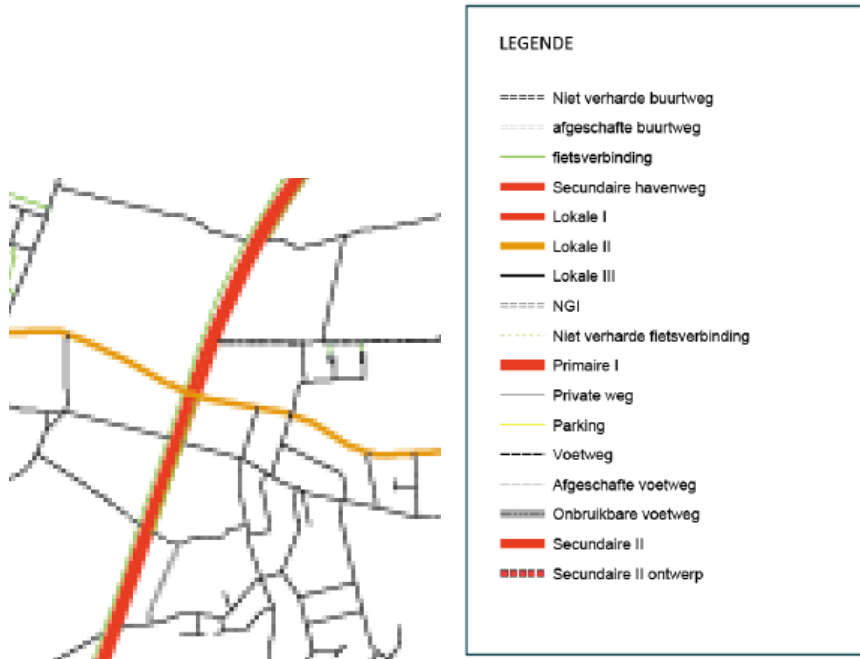 LEGENDE
Niet verharde buurtweg
afgeschafte buurtweg
fietsverbinding
Secundaire havenweg
Lokale I
Lokale II
Lokale III
NGI
Niet verharde fietsverbinding
Primaire I
Private weg
Parking
Voetweg
Afgeschafte voetweg
Onbruikbare voetweg
Secundaire II
Secundaire II ontwerp